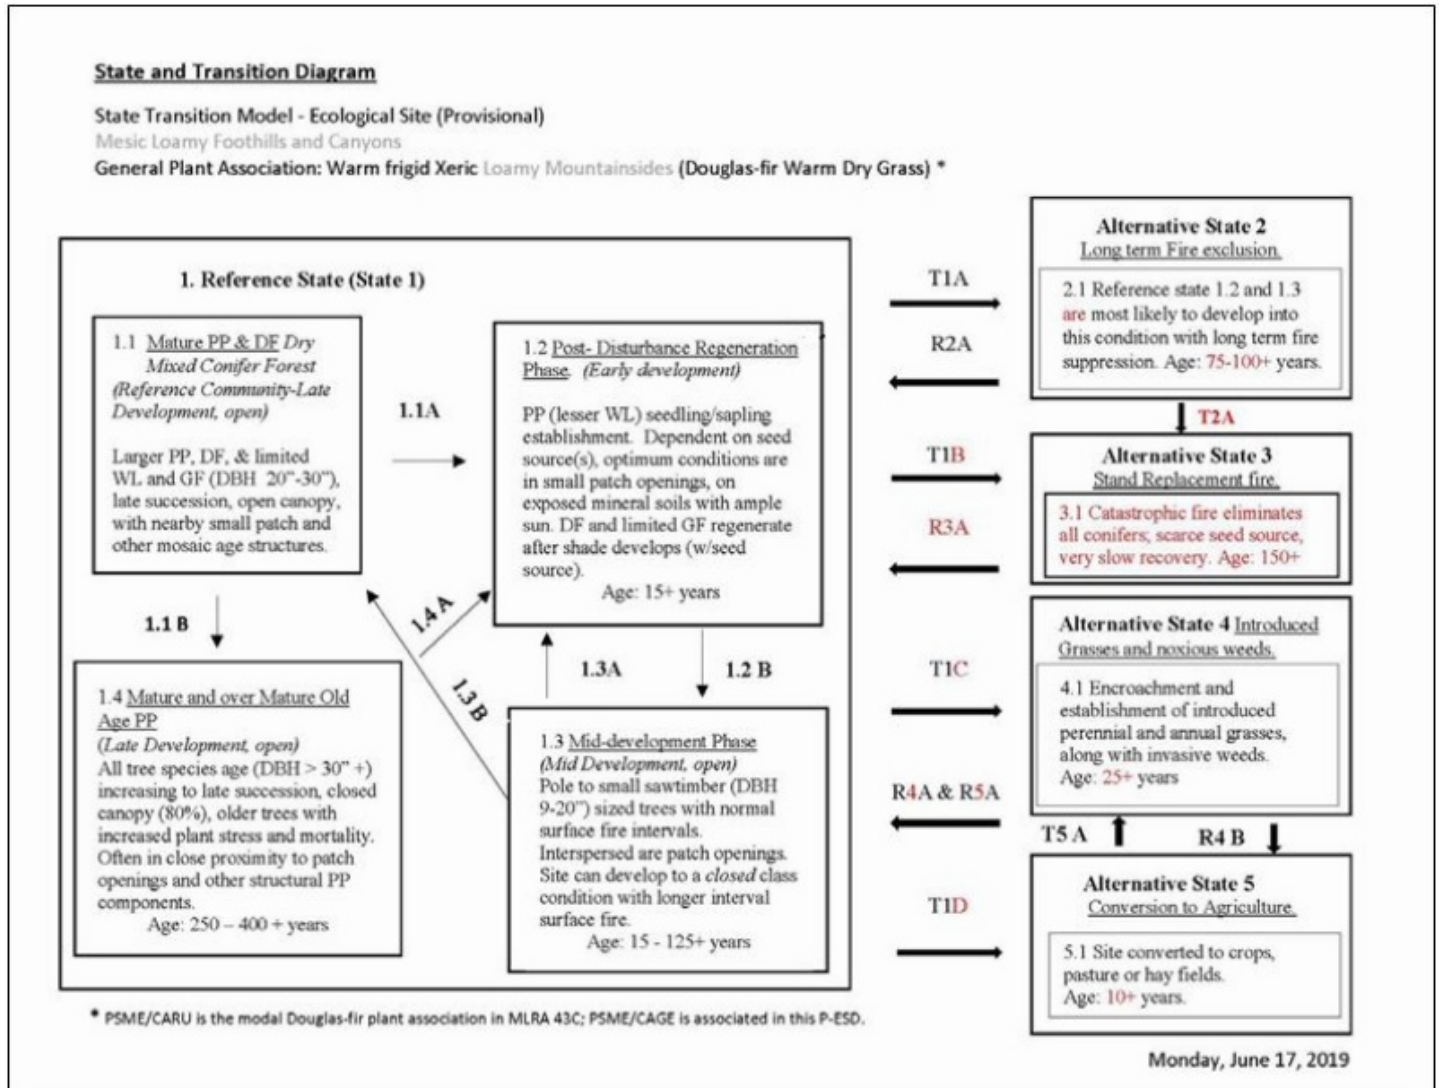 State and Transition Diagram
State Transition Model - Ecological Site (Provisional)
Mesic Loamy Foothills and Canyons
General Plant Association: Warm frigid Xeric Loamy Mountainsides (Douglas-fir Warm Dry Grass) *
1. Reference State (State 1)
1.1 Mature PP & DF Dry
Mixed Conifer Forest
(Reference Community-Late
Development, open)
Larger PP, DF, & limited
WL and GF (DBH 20"-30"),
late succession, open canopy,
with nearby small patch and
other mosaic age structures.
1.1A
1.2 Post- Disturbance Regeneration
Phase. (Early development)
PP (lesser WL) seedling/sapling
establishment. Dependent on seed
source(s), optimum conditions are
in small patch openings, on
exposed mineral soils with ample
sun. DF and limited GF regenerate
after shade develops (w/seed
source).
Age: 15+ years
1.1 B
1.4 A
1.3 B
1.3A
1.2 B
1.4 Mature and over Mature Old
Age PP
(Late Development, open)
All tree species age (DBH > 30" +)
increasing to late succession, closed
canopy (80%), older trees with
increased plant stress and mortality.
Often in close proximity to patch
openings and other structural PP
components.
Age: 250 – 400 + years
1.3 Mid-development Phase
(Mid Development, open)
Pole to small sawtimber (DBH
9-20") sized trees with normal
surface fire intervals.
Interspersed are patch openings.
Site can develop to a closed class
condition with longer interval
surface fire.
Age: 15 - 125+ years
T1A
R2A
T1B
R3A
T1C
R4A & R5A
T1D
Alternative State 2
Long term Fire exclusion.
2.1 Reference state 1.2 and 1.3
are most likely to develop into
this condition with long term fire
suppression. Age: 75-100+ years.
T2A
Alternative State 3
Stand Replacement fire.
3.1 Catastrophic fire eliminates
all conifers; scarce seed source,
very slow recovery. Age: 150+
Alternative State 4 Introduced
Grasses and noxious weeds.
4.1 Encroachment and
establishment of introduced
perennial and annual grasses,
along with invasive weeds.
Age: 25+ years
T5 A
R4 B
Alternative State 5
Conversion to Agriculture.
5.1 Site converted to crops,
pasture or hay fields.
Age: 10+ years.
* PSME/CARU is the modal Douglas-fir plant association in MLRA 43C; PSME/CAGE is associated in this P-ESD.
Monday, June 17, 2019